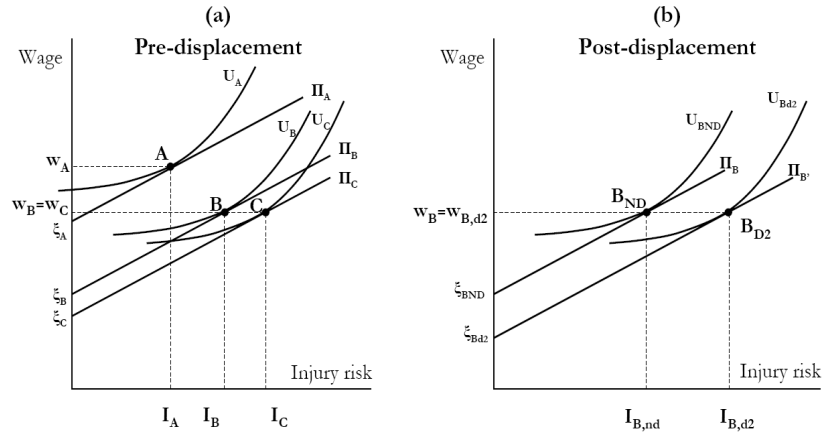 (a)
Pre-displacement
Wage
U_A
Π_A
A
w_A
U_B
U_C
Π_B
Π_C
B
C
w_B=w_C
ξ_A
ξ_B
ξ_C
Injury risk
I_A
I_B
I_C
(b)
Post-displacement
Wage
U_BND
U_Bd2
Π_B
Π_B'
B_ND
w_B=w_B,d2
B_D2
ξ_BND
ξ_Bd2
Injury risk
I_B,nd
I_B,d2